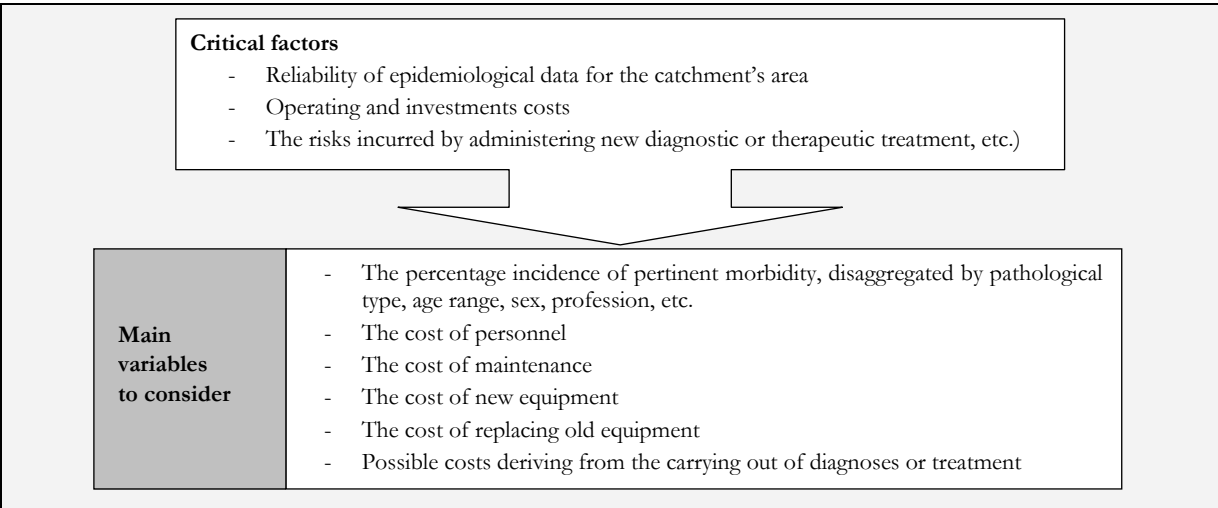 Critical factors
- Reliability of epidemiological data for the catchment’s area
- Operating and investments costs
- The risks incurred by administering new diagnostic or therapeutic treatment, etc.)
Main
variables
to consider
- The percentage incidence of pertinent morbidity, disaggregated by pathological
type, age range, sex, profession, etc.
- The cost of personnel
- The cost of maintenance
- The cost of new equipment
- The cost of replacing old equipment
- Possible costs deriving from the carrying out of diagnoses or treatment